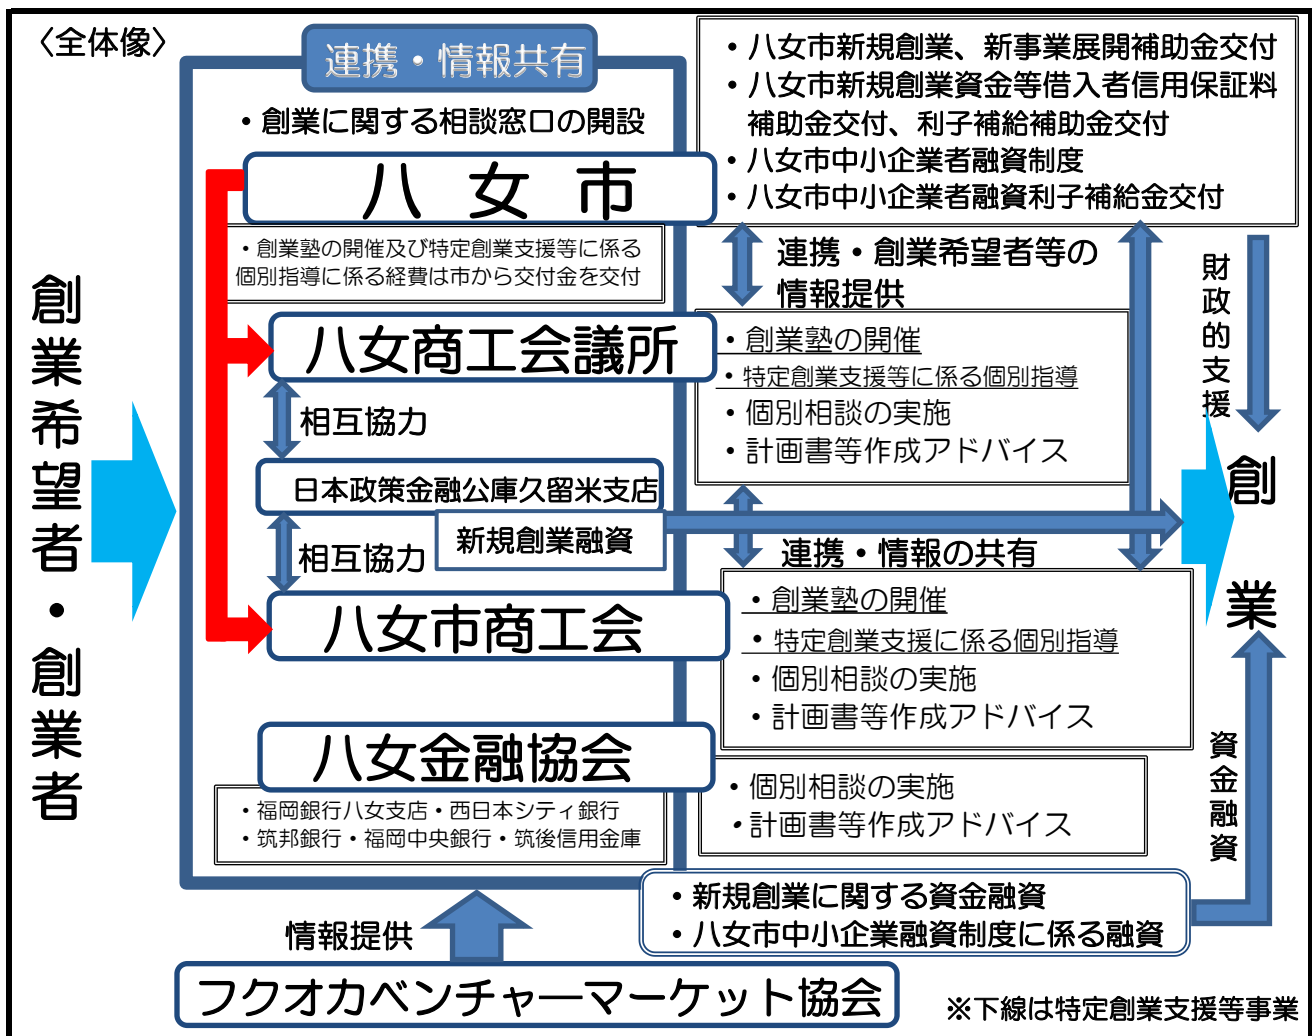 〈全体像〉
連携・情報共有
・創業に関する相談窓口の開設
八女市
・創業塾の開催及び特定創業支援等に係る
個別指導に係る経費は市から交付金を交付
・八女市新規創業、新事業展開補助金交付
・八女市新規創業資金等借入者信用保証料
補助金交付、利子補給補助金交付
・八女市中小企業者融資制度
・八女市中小企業者融資利子補給金交付
連携・創業希望者等の
情報提供
財政的支援
創業希望者・創業者
八女商工会議所
・創業塾の開催
・特定創業支援等に係る個別指導
・個別相談の実施
・計画書等作成アドバイス
相互協力
日本政策金融公庫久留米支店
新規創業融資
相互協力
連携・情報の共有
創業
八女市商工会
・創業塾の開催
・特定創業支援に係る個別指導
・個別相談の実施
・計画書等作成アドバイス
八女金融協会
・福岡銀行八女支店・西日本シティ銀行
・筑邦銀行・福岡中央銀行・筑後信用金庫
・個別相談の実施
・計画書等作成アドバイス
資金融資
・新規創業に関する資金融資
・八女市中小企業融資制度に係る融資
情報提供
フクオカベンチャーマーケット協会
※下線は特定創業支援等事業